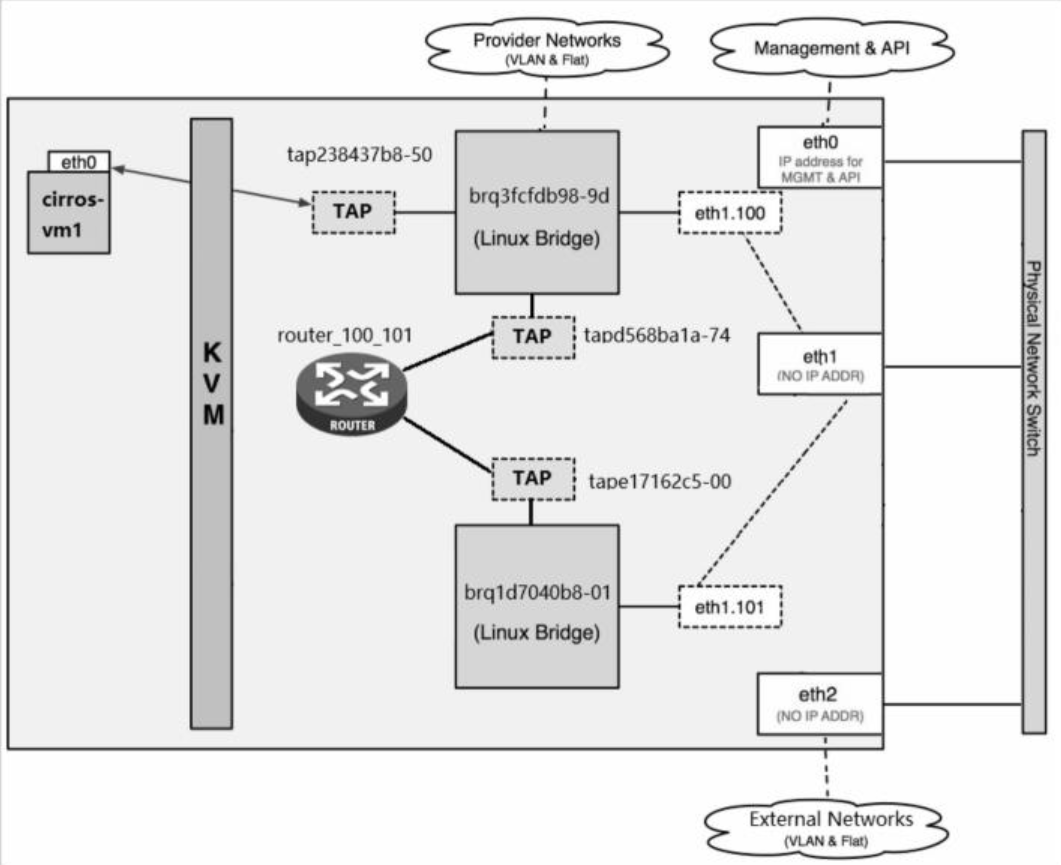 Provider Networks
(VLAN & Flat)
Management & API
tap238437b8-50
eth0
cirros-
vm1
TAP
brq3fcfdb98-9d
(Linux Bridge)
eth1.100
eth0
IP address for
MGMT & API
KVM
router_100_101
ROUTER
TAP
tapd568ba1a-74
eth1
(NO IP ADDR)
Physical Network Switch
TAP
tape17162c5-00
brq1d7040b8-01
(Linux Bridge)
eth1.101
eth2
(NO IP ADDR)
External Networks
(VLAN & Flat)